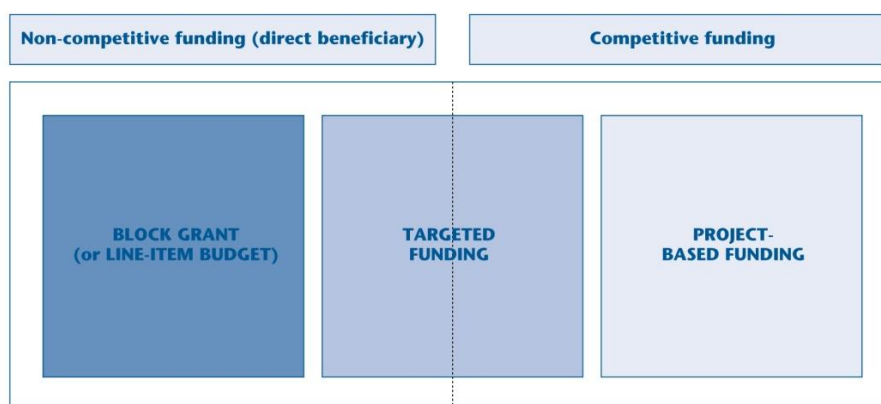 Non-competitive funding (direct beneficiary)
Competitive funding
BLOCK GRANT
(or LINE-ITEM BUDGET)
TARGETED
FUNDING
PROJECT-
BASED FUNDING